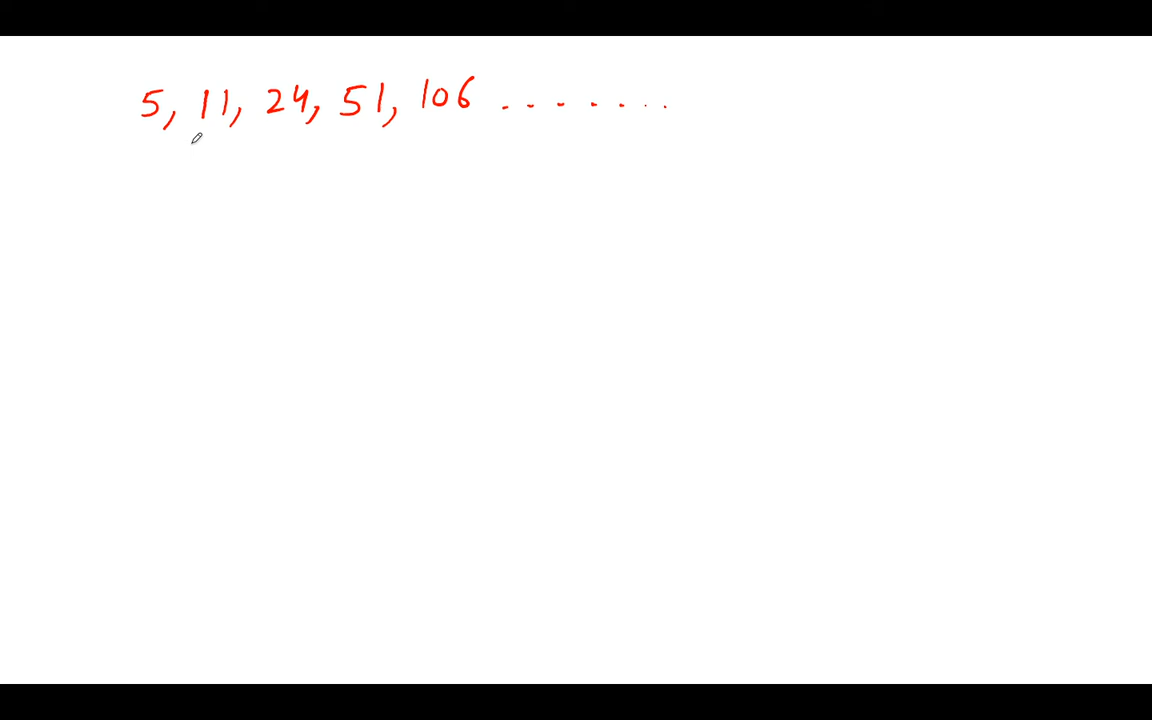 5, 11, 24, 51, 106 .......